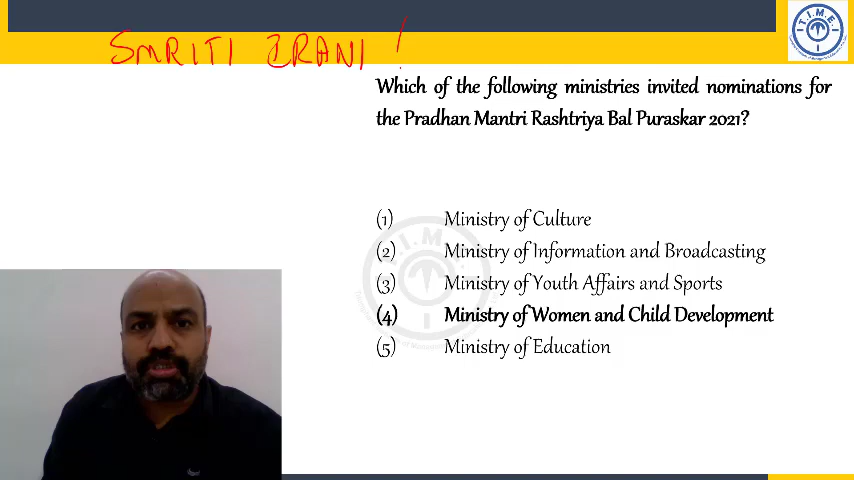 SMRITI IRANI !
T.I.M.E.
Which of the following ministries invited nominations for
the Pradhan Mantri Rashtriya Bal Puraskar 2021?
(1) Ministry of Culture
(2) Ministry of Information and Broadcasting
(3) Ministry of Youth Affairs and Sports
(4) Ministry of Women and Child Development
(5) Ministry of Education